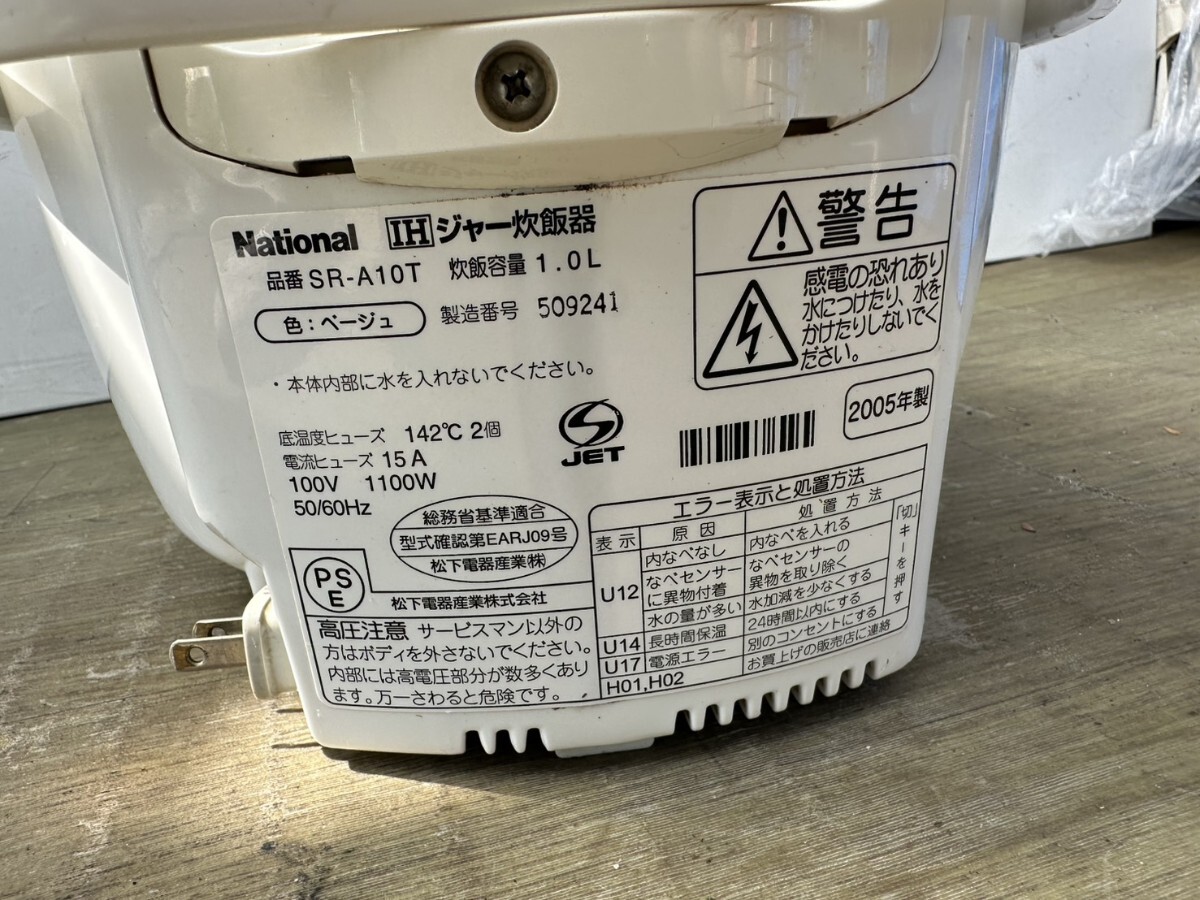 National IHジャー炊飯器
品番 SR-A10T 炊飯容量 1.0L
色:ベージュ 製造番号 509241
・本体内部に水を入れないでください。
底温度ヒューズ 142℃ 2個
電流ヒューズ 15A
100V 1100W
50/60Hz
総務省基準適合
型式確認第EARJ09号
松下電器産業(株)
PS
E
松下電器産業株式会社
高圧注意 サービスマン以外の
方はボディを外さないでください。
内部には高電圧部分が数多くあり
ます。万一さわると危険です。
警告
感電の恐れあり
水につけたり、水を
かけたりしないでく
ださい。
JET
2005年製
エラー表示と処置方法
表示 原因 処置方法
U12 内なべなし 内なべを入れる
なべセンサー なべセンサーの
に異物付着 異物を取り除く
水の量が多い 水加減を少なくする
U14 長時間保温 24時間以内にする
U17 電源エラー 別のコンセントにする
H01,H02 お買上げの販売店に連絡
「切」キーを押す